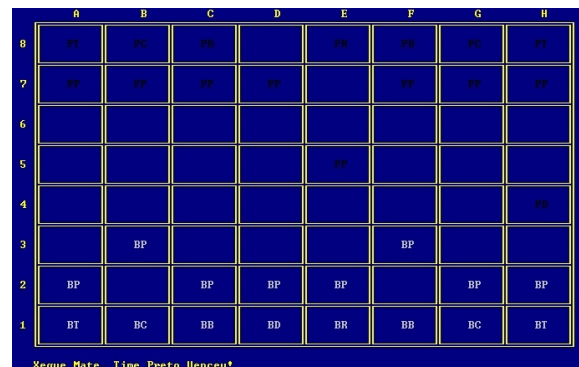 A B C D E F G H
8 PT PC PB PB PC PT
7 PP PP PP PP PP PP PP
6
5 PP
4 PD
3 BP BP
2 BP BP BP BP BP BP
1 BT BC BB BD BR BB BC BT
Xeque Mate. Time Preto Venceu!